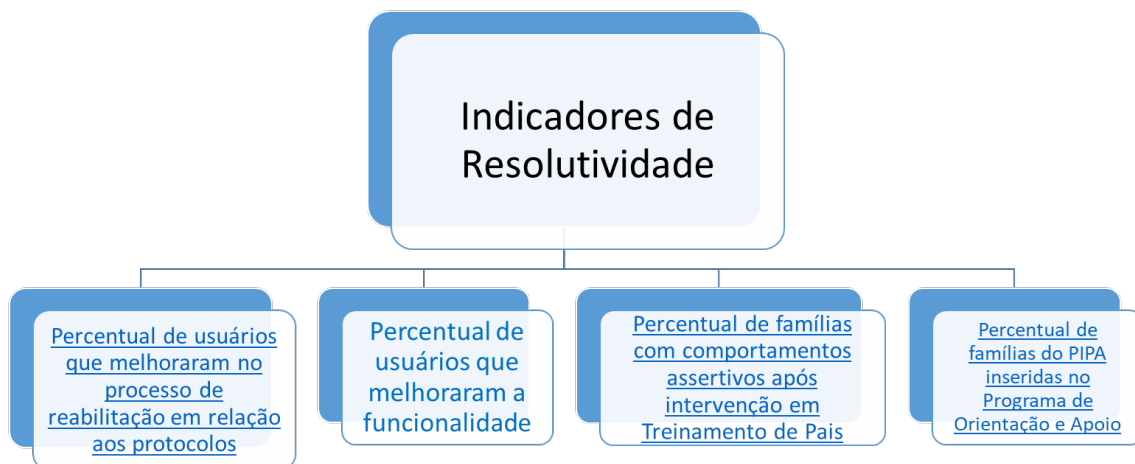 Indicadores de
Resolutividade
Percentual de usuários
que melhoraram no
processo de
reabilitação em relação
aos protocolos
Percentual de
usuários que
melhoraram a
funcionalidade
Percentual de famílias
com comportamentos
assertivos após
intervenção em
Treinamento de Pais
Percentual de
famílias do PIPA
inseridas no
Programa de
Orientação e Apoio